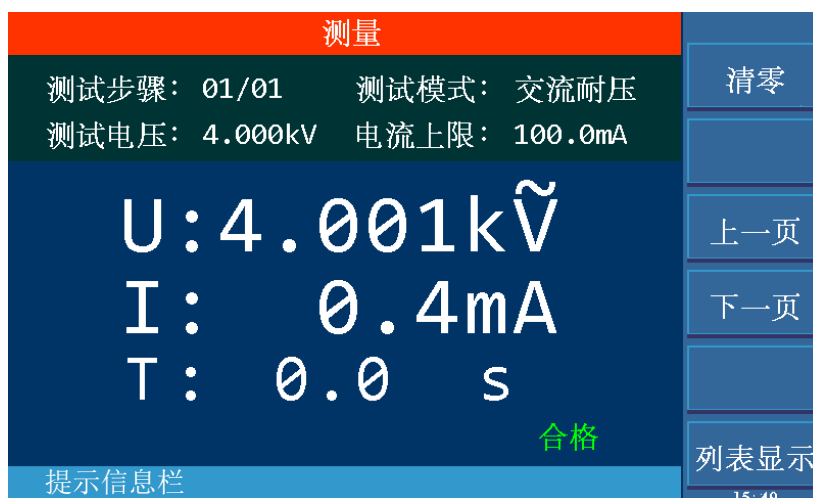 测量
测试步骤: 01/01 测试模式: 交流耐压
测试电压: 4.000kV 电流上限: 100.0mA
U:4.001kṼ
I: 0.4mA
T: 0.0 s
合格
提示信息栏
清零
上一页
下一页
列表显示